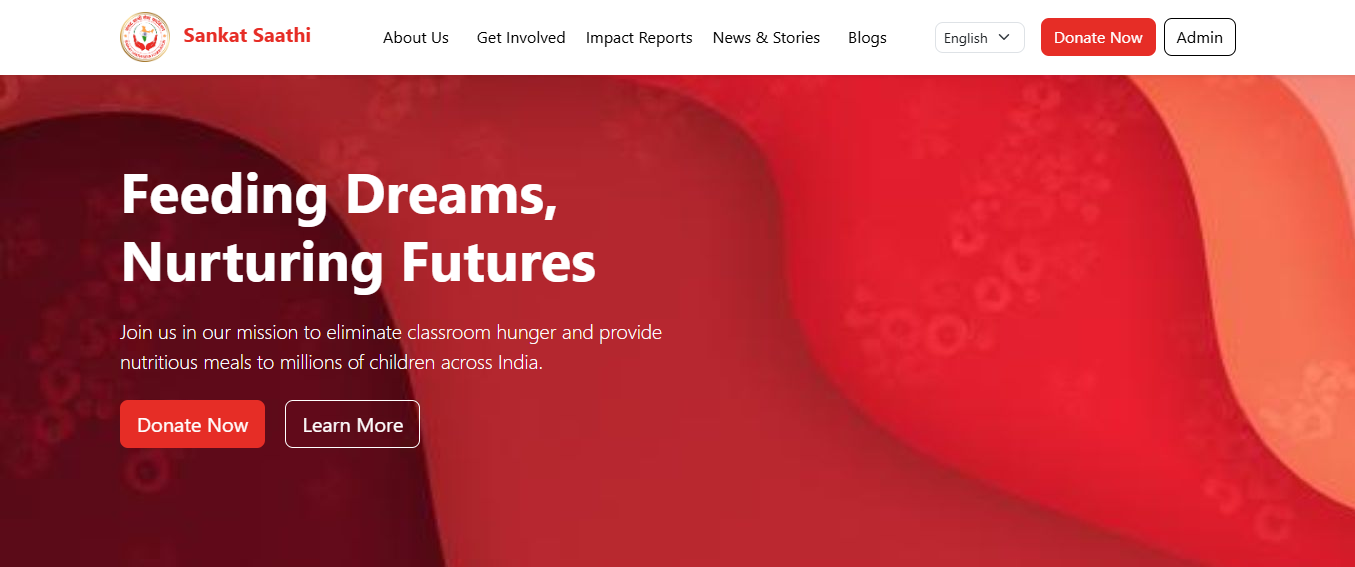 Sankat Saathi
About Us
Get Involved
Impact Reports
News & Stories
Blogs
English
Donate Now
Admin
Feeding Dreams,
Nurturing Futures
Join us in our mission to eliminate classroom hunger and provide
nutritious meals to millions of children across India.
Donate Now
Learn More